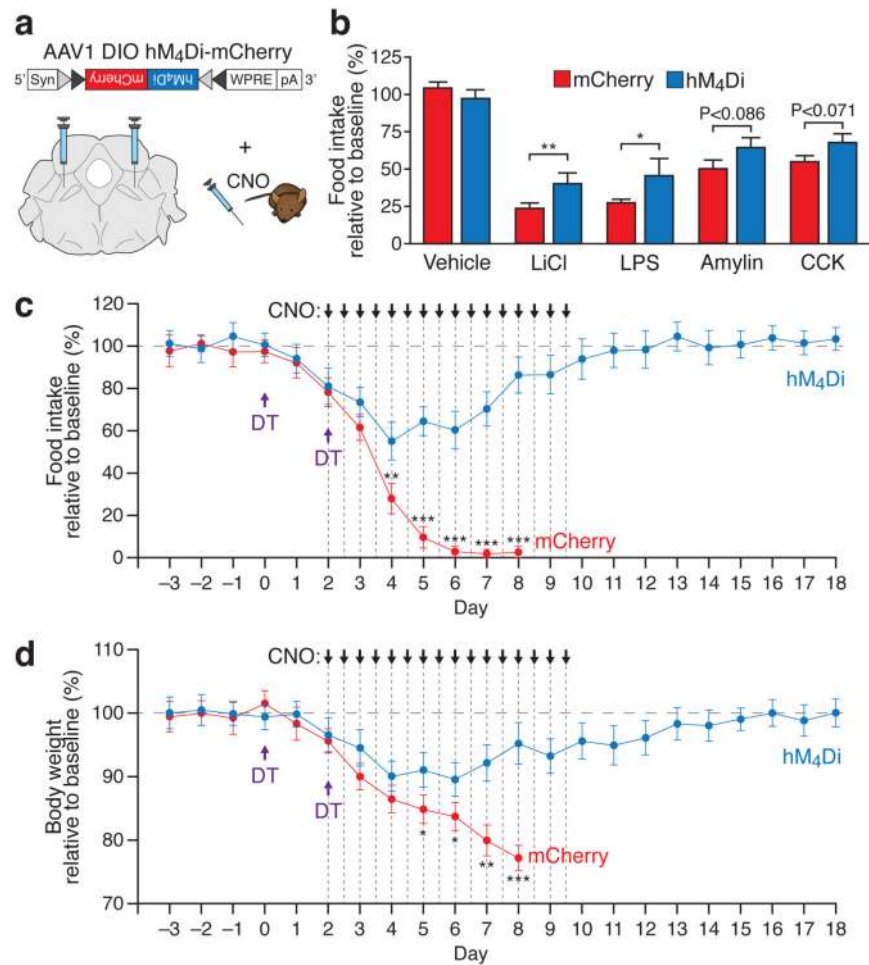 a
AAV1 DIO hM4Di-mCherry
5' Syn mCherry hM4Di WPRE pA 3'
+
CNO
b
Food intake
relative to baseline (%)
125
100
75
50
25
0
mCherry hM4Di
** * P<0.086 P<0.071
Vehicle LiCl LPS Amylin CCK
c
Food intake
relative to baseline (%)
120
100
80
60
40
20
0
CNO:
DT
DT
hM4Di
** *** *** *** ***
mCherry
–3 –2 –1 0 1 2 3 4 5 6 7 8 9 10 11 12 13 14 15 16 17 18
Day
d
Body weight
relative to baseline (%)
110
100
90
80
70
CNO:
DT
DT
hM4Di
mCherry
* * ** ***
–3 –2 –1 0 1 2 3 4 5 6 7 8 9 10 11 12 13 14 15 16 17 18
Day